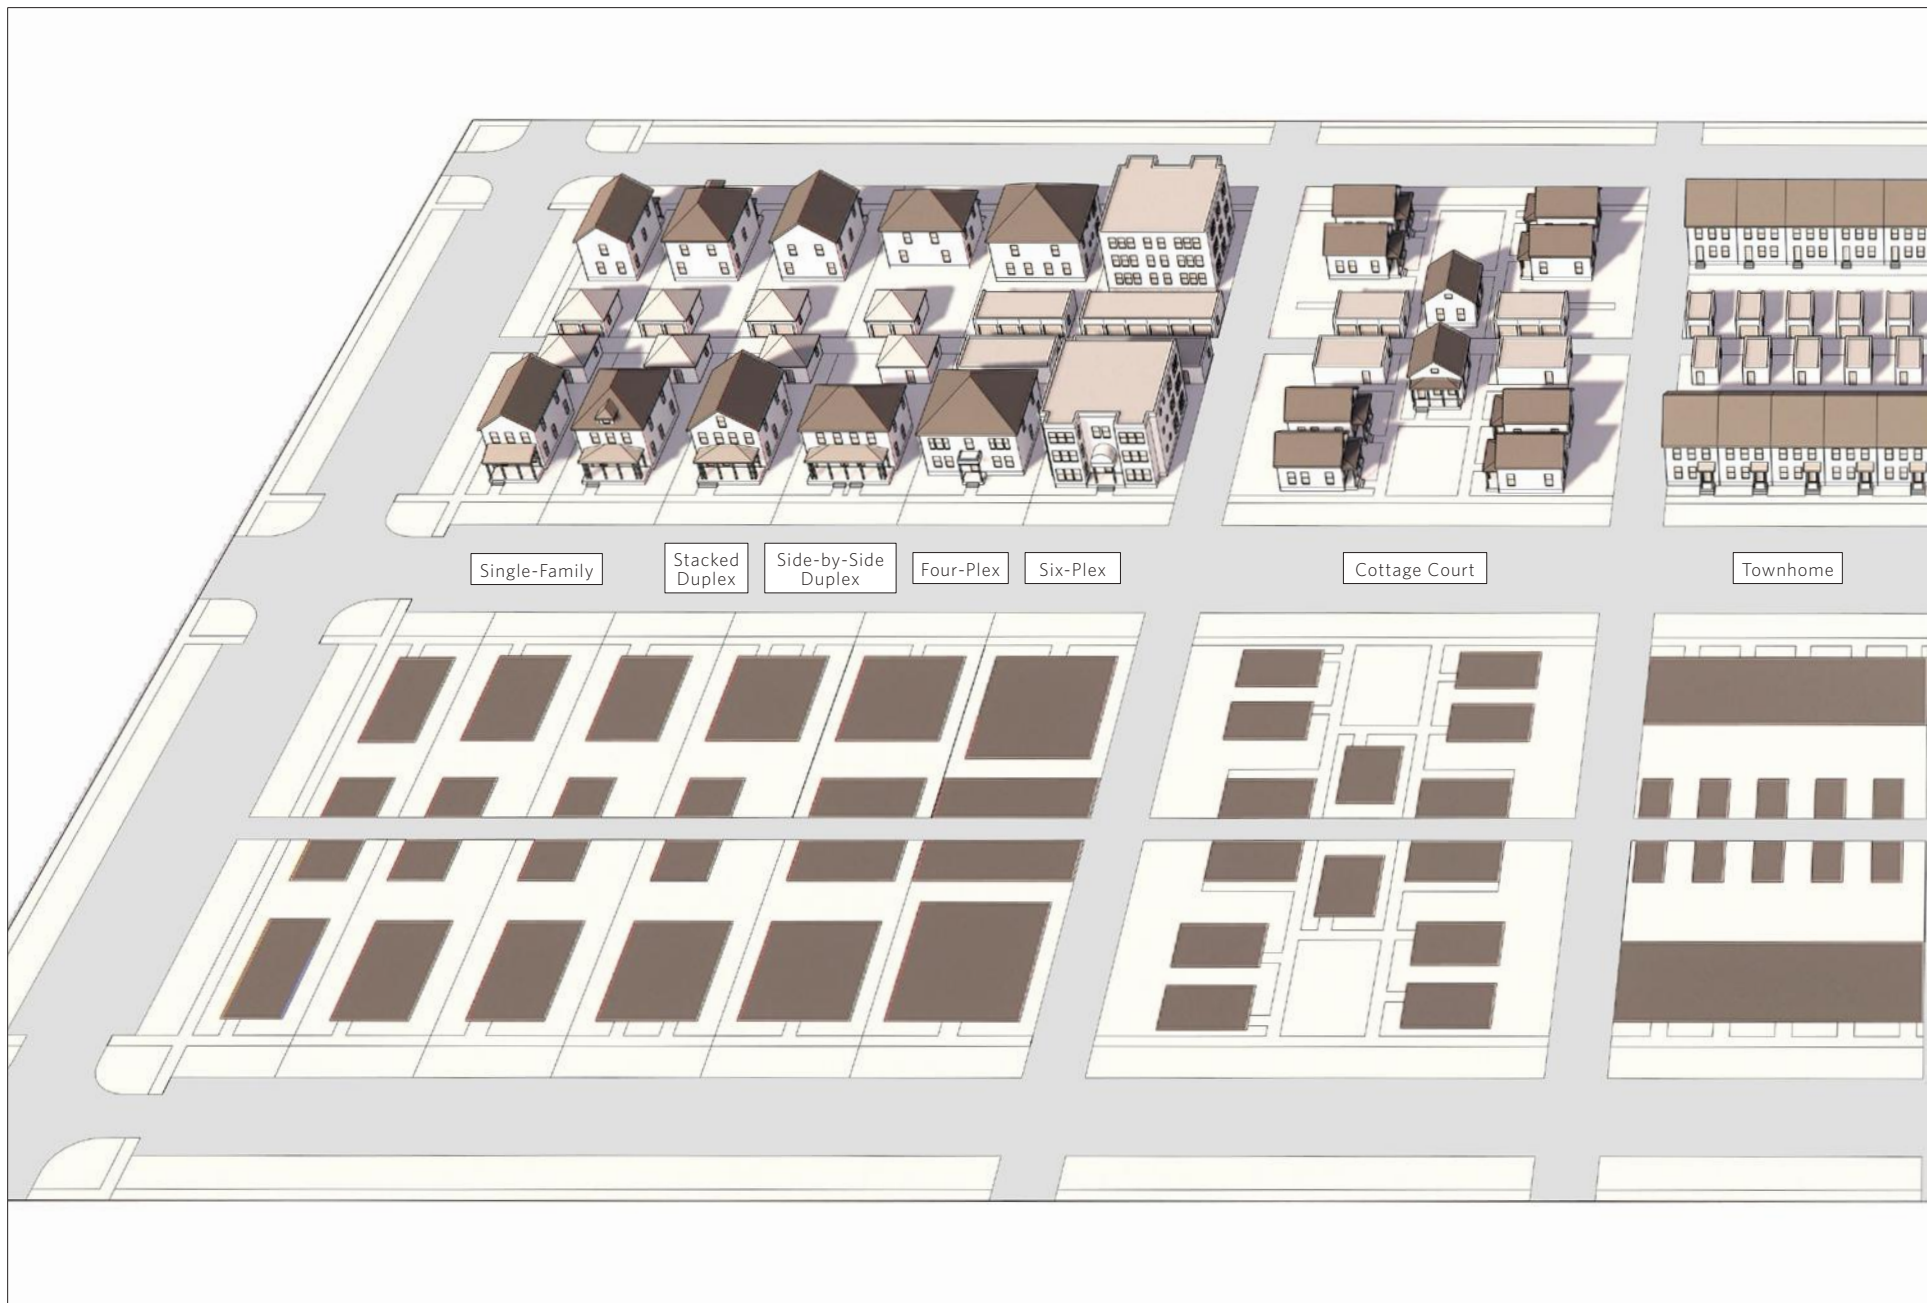 Single-Family
Stacked
Duplex
Side-by-Side
Duplex
Four-Plex
Six-Plex
Cottage Court
Townhome